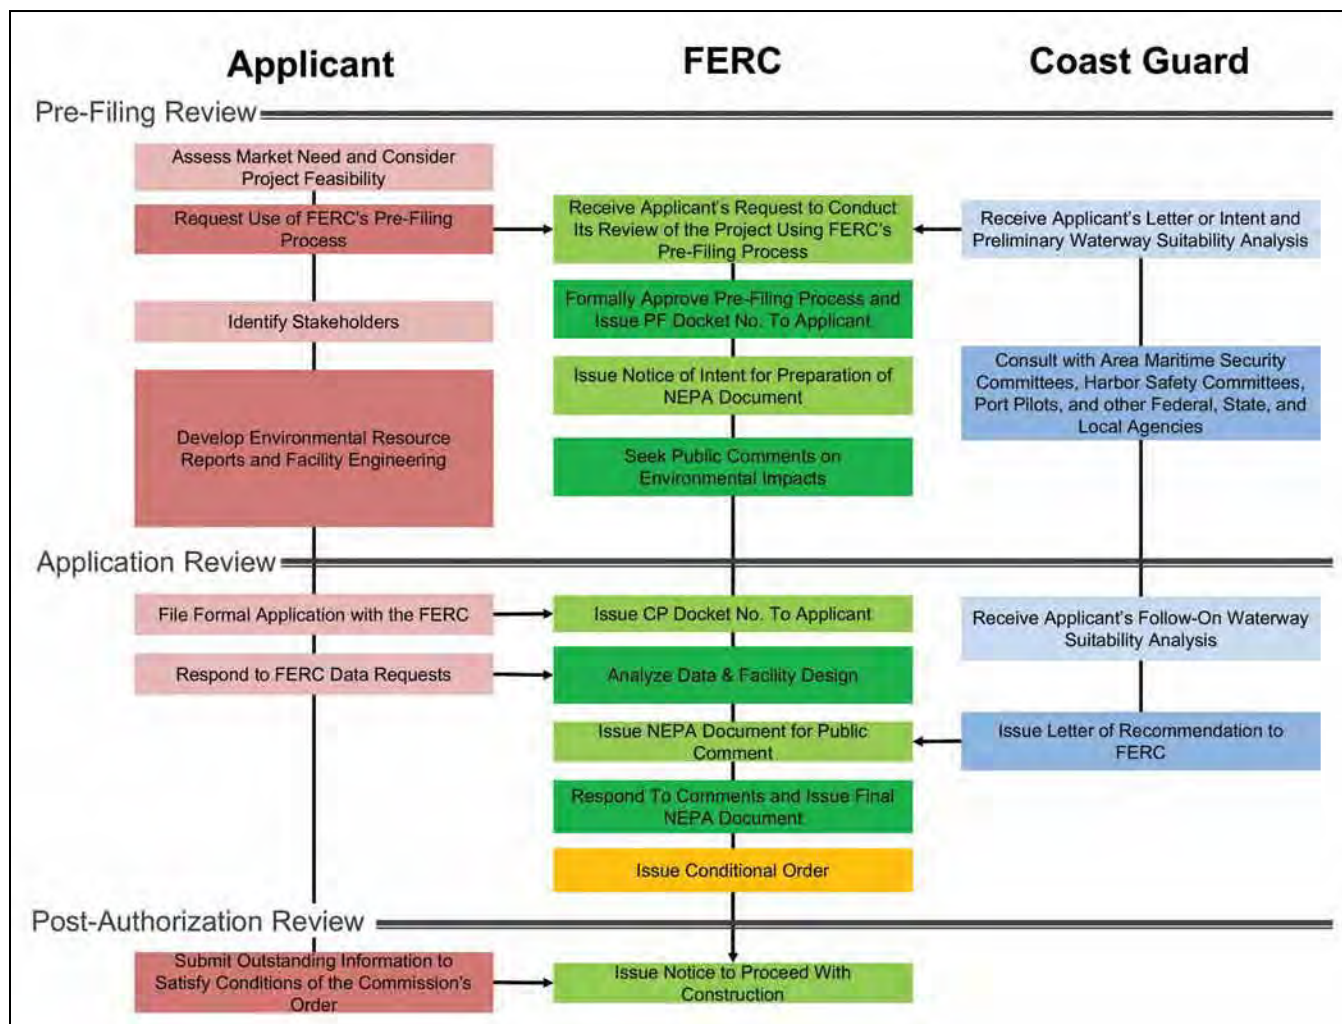 Applicant
FERC
Coast Guard
Pre-Filing Review
Assess Market Need and Consider
Project Feasibility
Request Use of FERC's Pre-Filing
Process
Receive Applicant's Request to Conduct
Its Review of the Project Using FERC's
Pre-Filing Process
Receive Applicant's Letter or Intent and
Preliminary Waterway Suitability Analysis
Identify Stakeholders
Formally Approve Pre-Filing Process and
Issue PF Docket No. To Applicant
Issue Notice of Intent for Preparation of
NEPA Document
Consult with Area Maritime Security
Committees, Harbor Safety Committees,
Port Pilots, and other Federal, State, and
Local Agencies
Develop Environmental Resource
Reports and Facility Engineering
Seek Public Comments on
Environmental Impacts
Application Review
File Formal Application with the FERC
Issue CP Docket No. To Applicant
Receive Applicant's Follow-On Waterway
Suitability Analysis
Respond to FERC Data Requests
Analyze Data & Facility Design
Issue NEPA Document for Public
Comment
Issue Letter of Recommendation to
FERC
Respond To Comments and Issue Final
NEPA Document
Issue Conditional Order
Post-Authorization Review
Submit Outstanding Information to
Satisfy Conditions of the Commission's
Order
Issue Notice to Proceed With
Construction